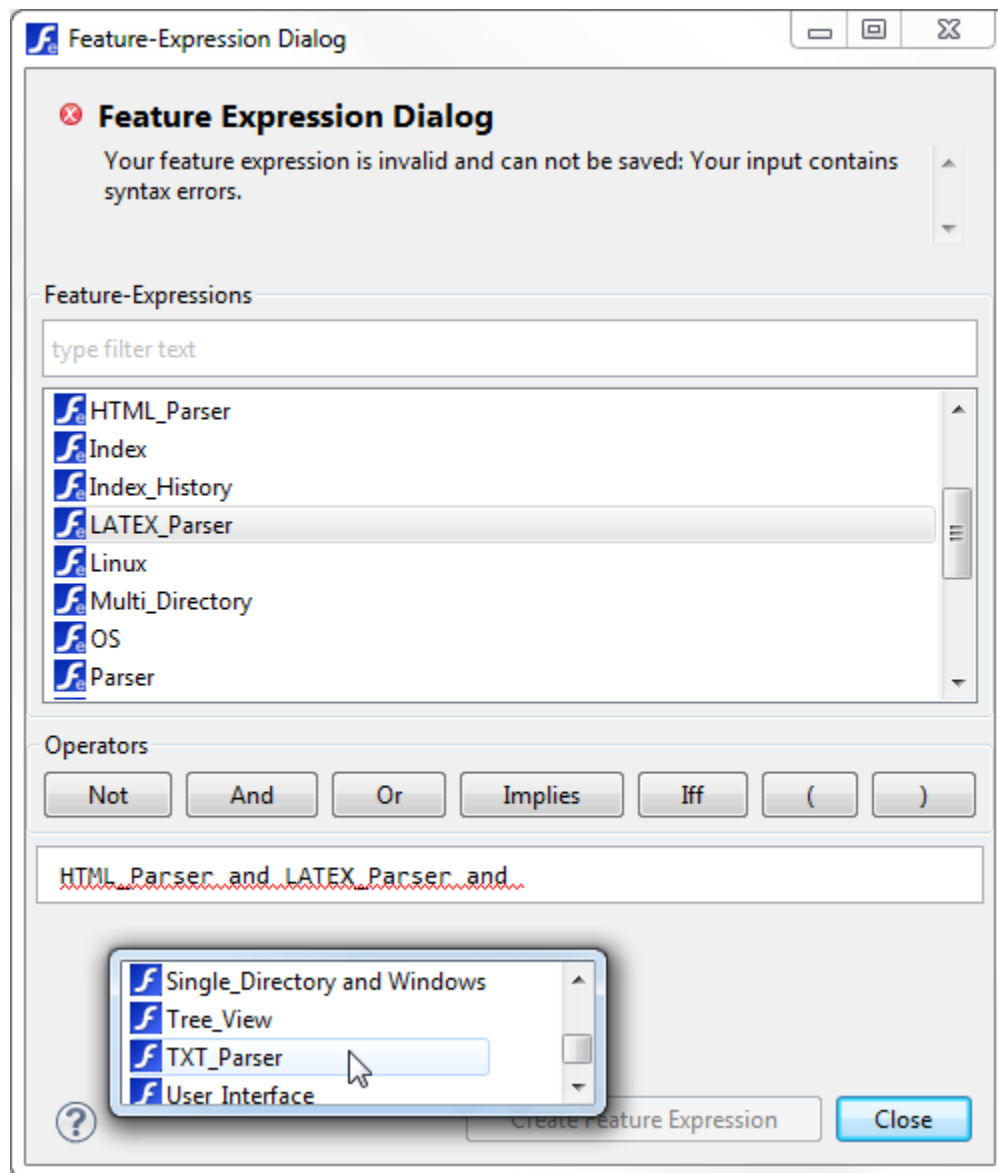 Feature-Expression Dialog
Feature Expression Dialog
Your feature expression is invalid and can not be saved: Your input contains
syntax errors.
Feature-Expressions
type filter text
HTML_Parser
Index
Index_History
LATEX_Parser
Linux
Multi_Directory
OS
Parser
Operators
Not And Or Implies Iff ( )
HTML_Parser and LATEX_Parser and
Single_Directory and Windows
Tree_View
TXT_Parser
User Interface
Create Feature Expression Close